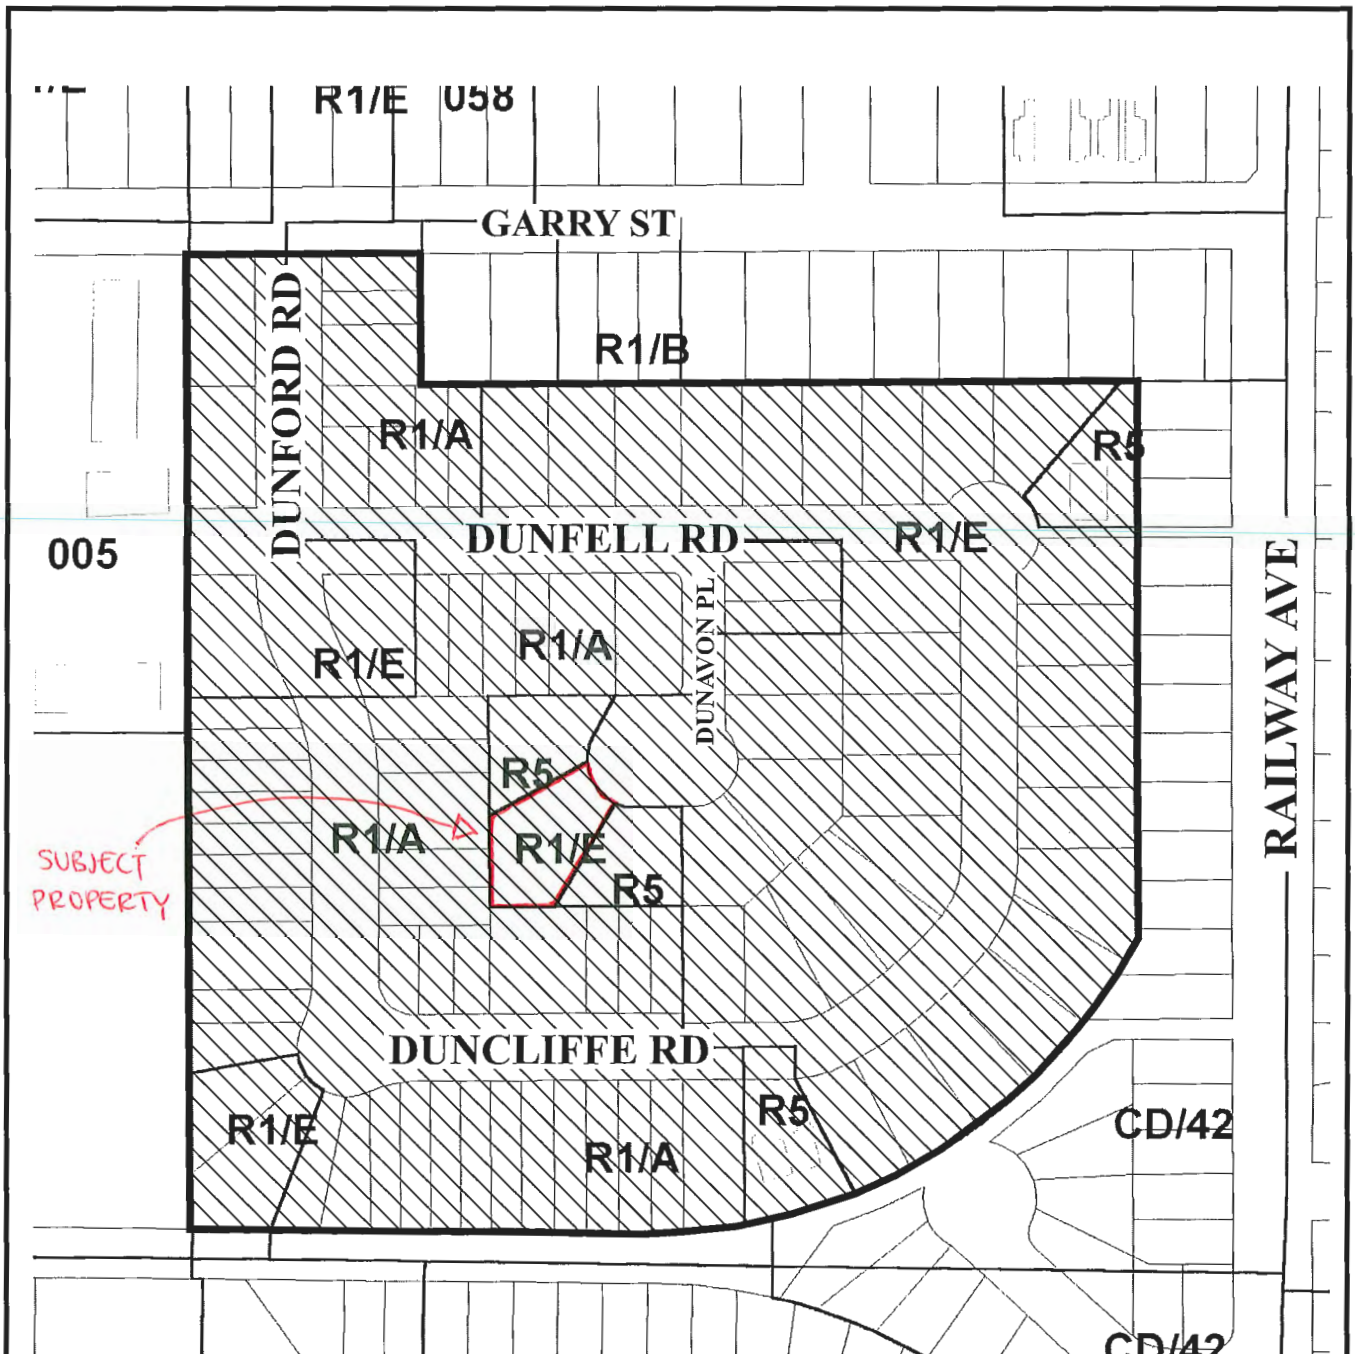 R1/E 058
GARRY ST
DUNFORD RD
R1/B
R1/A
R5
DUNFELL RD
R1/E
005
DUNAVON PL
R1/A
R1/E
RAILWAY AVE
R5
R1/A
R1/E
SUBJECT
PROPERTY
R5
DUNCLIFFE RD
R5
CD/42
R1/E
R1/A
CD/42